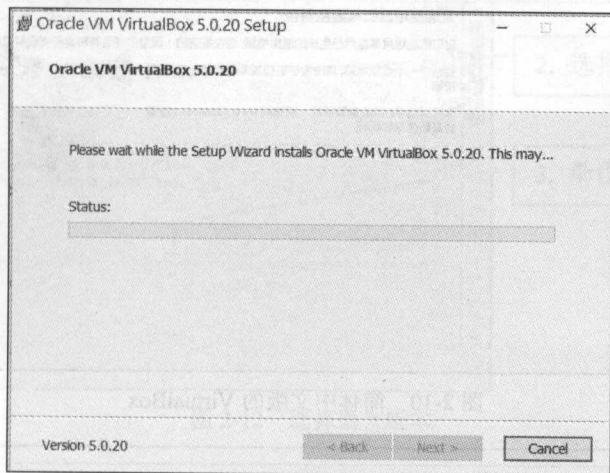 Oracle VM VirtualBox 5.0.20 Setup
Oracle VM VirtualBox 5.0.20
Please wait while the Setup Wizard installs Oracle VM VirtualBox 5.0.20. This may...
Status:
Version 5.0.20
< Back Next > Cancel